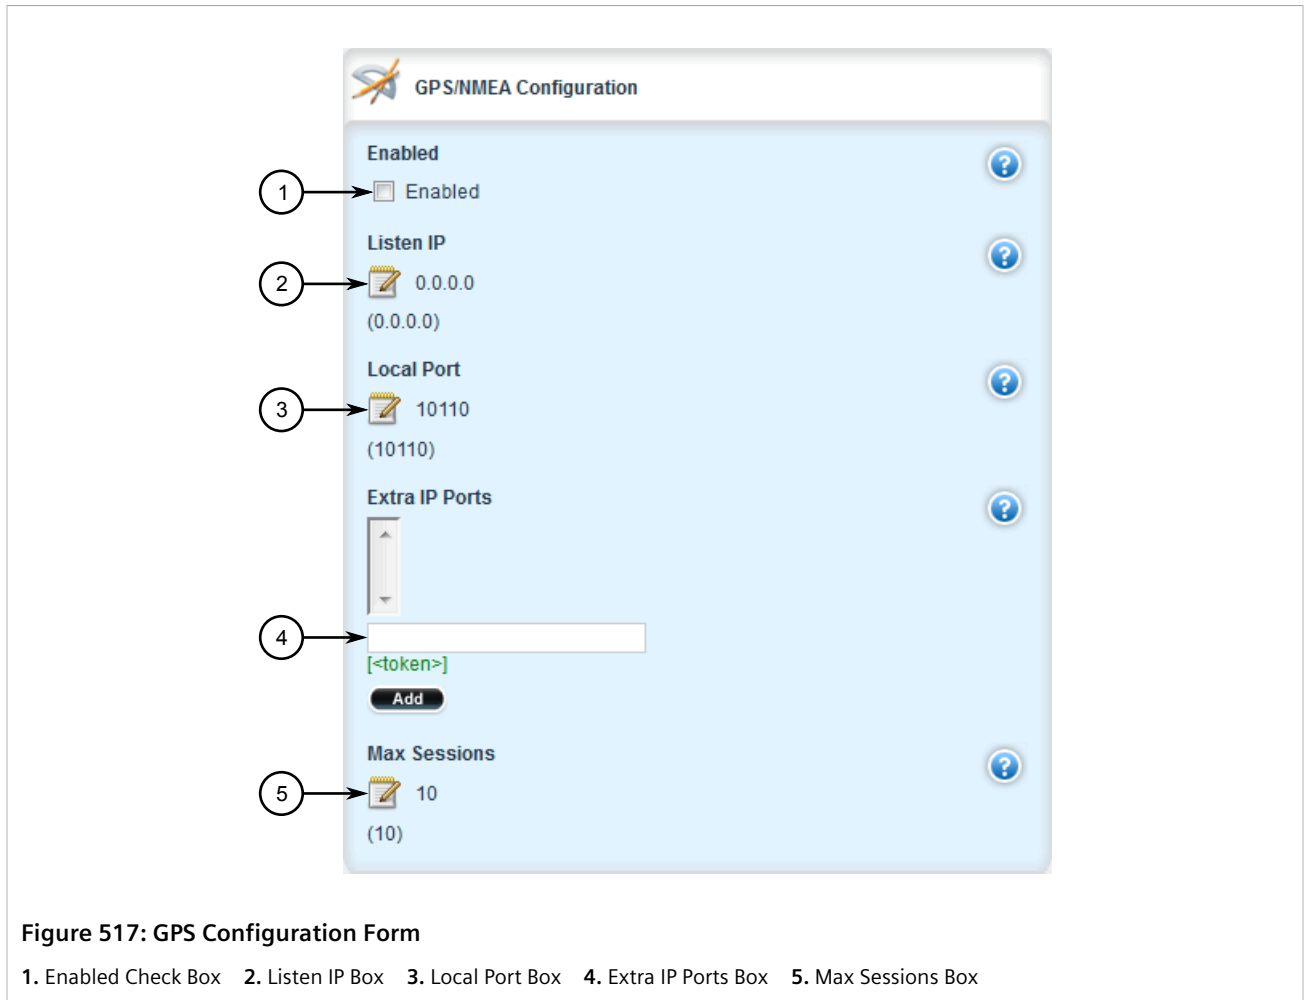 GPS/NMEA Configuration
Enabled
1
Enabled
Listen IP
2
0.0.0.0
(0.0.0.0)
Local Port
3
10110
(10110)
Extra IP Ports
4
[<token>]
Add
Max Sessions
5
10
(10)
Figure 517: GPS Configuration Form
1. Enabled Check Box 2. Listen IP Box 3. Local Port Box 4. Extra IP Ports Box 5. Max Sessions Box